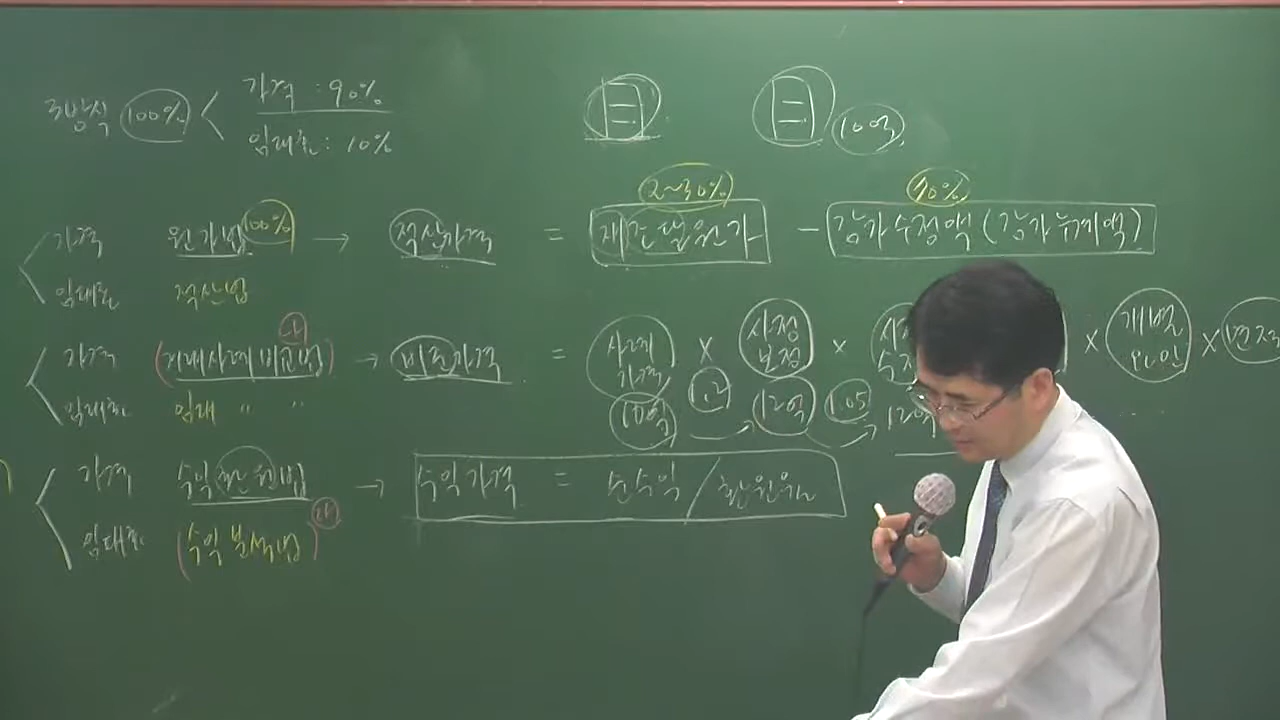 3방식 100% < 가격 : 90%
임대료 : 10%
10억
2~30% 40%
가격 원가법 100% → 적산가격 = 재조달원가 - 감가수정액 (감가누계액)
임대료 적산법
가격 (거래사례비교법) → 비준가격 = 사례가격 × 사정보정 × 개별요인 ×
임대료 임대 " "
10억 1.2 12억 1.05
가격 수익환원법 → 수익가격 = 순수익 / 환원율
임대료 (수익분석법)